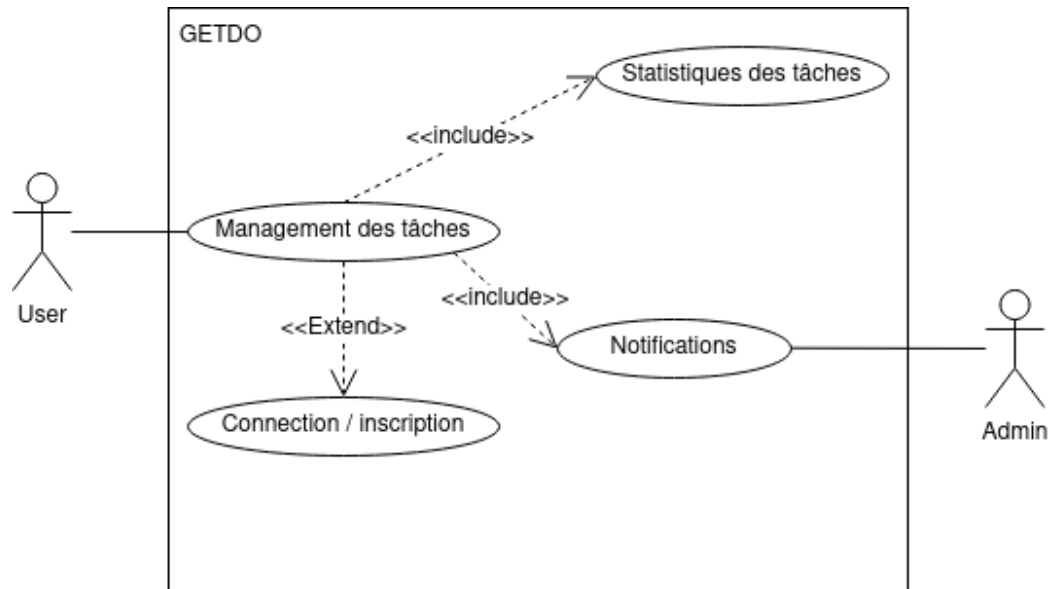 GETDO
Statistiques des tâches
<<include>>
Management des tâches
<<include>>
User
<<Extend>>
Notifications
Connection / inscription
Admin